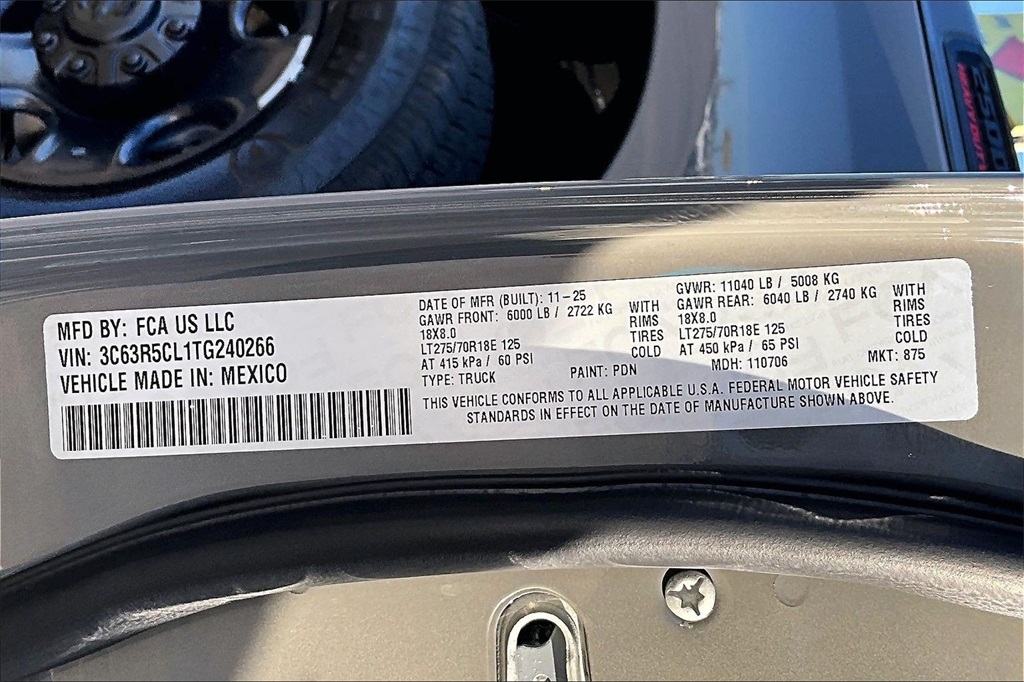 2500
HEAVY DUTY
MFD BY: FCA US LLC
VIN: 3C63R5CL1TG240266
VEHICLE MADE IN: MEXICO
DATE OF MFR (BUILT): 11-25
GAWR FRONT: 6000 LB / 2722 KG
18X8.0
LT275/70R18E 125
AT 415 kPa / 60 PSI
TYPE: TRUCK
WITH
RIMS
TIRES
COLD
PAINT: PDN
GVWR: 11040 LB / 5008 KG
GAWR REAR: 6040 LB / 2740 KG
18X8.0
LT275/70R18E 125
AT 450 kPa / 65 PSI
MDH: 110706
WITH
RIMS
TIRES
COLD
MKT: 875
THIS VEHICLE CONFORMS TO ALL APPLICABLE U.S.A. FEDERAL MOTOR VEHICLE SAFETY
STANDARDS IN EFFECT ON THE DATE OF MANUFACTURE SHOWN ABOVE.